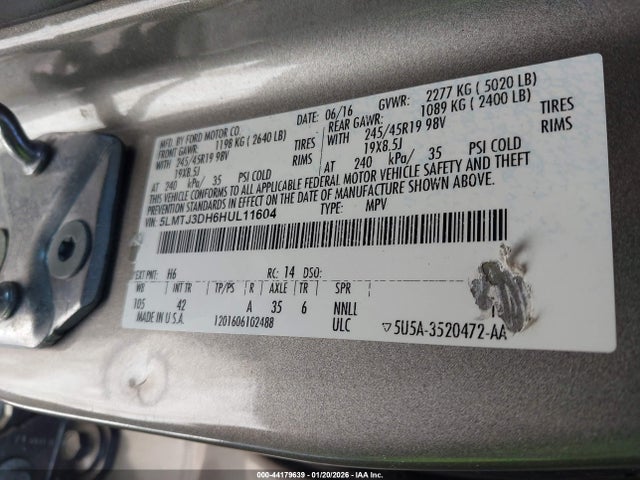 MFD. BY FORD MOTOR CO.
DATE: 06/16 GVWR: 2277 KG ( 5020 LB)
FRONT GAWR: 1198 KG (2640 LB)
REAR GAWR: 1089 KG (2400 LB)
WITH 245/45R19 98V TIRES
WITH 245/45R19 98V TIRES
19X8.5J RIMS
19X8.5J RIMS
AT 240 kPa/ 35 PSI COLD
AT 240 kPa/ 35 PSI COLD
THIS VEHICLE CONFORMS TO ALL APPLICABLE FEDERAL MOTOR VEHICLE SAFETY AND THEFT
PREVENTION STANDARDS IN EFFECT ON THE DATE OF MANUFACTURE SHOWN ABOVE.
VIN: 5LMTJ3DH6HUL11604
TYPE: MPV
EXT PNT: H6 RC: 14 DSO:
WB INT TR TP/PS R AXLE TR SPR
105 42 A 35 6 NNLL
MADE IN U.S.A. 1201606102488 ULC
▽5U5A-3520472-AA
000-44179639 - 01/20/2026 - IAA Inc.